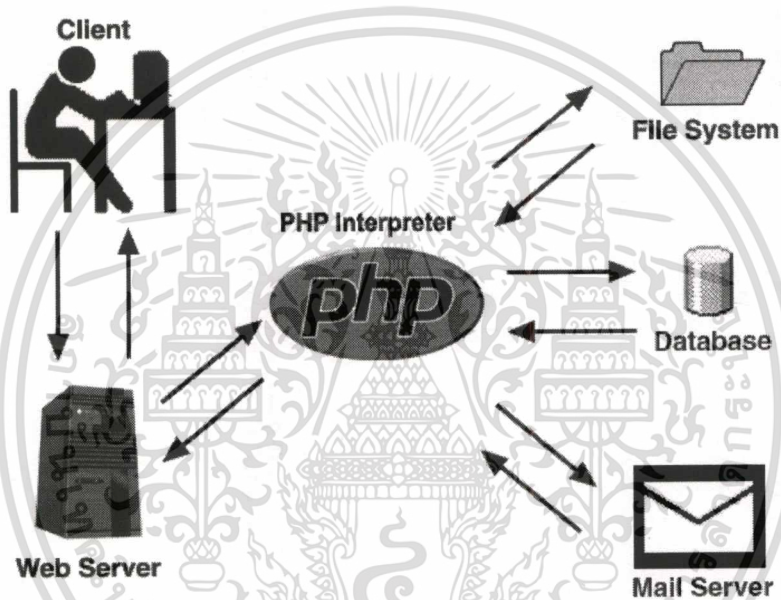 Client
File System
PHP Interpreter
php
Database
Web Server
Mail Server